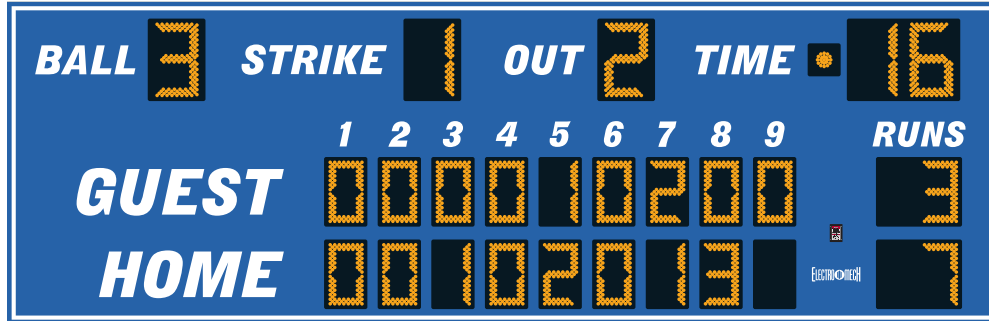 BALL 3 STRIKE 1 OUT 2 TIME 16
1 2 3 4 5 6 7 8 9 RUNS
GUEST 0 0 0 0 1 0 2 0 0 3
HOME 0 0 1 0 2 0 1 3 7
ELECTRO-MECH